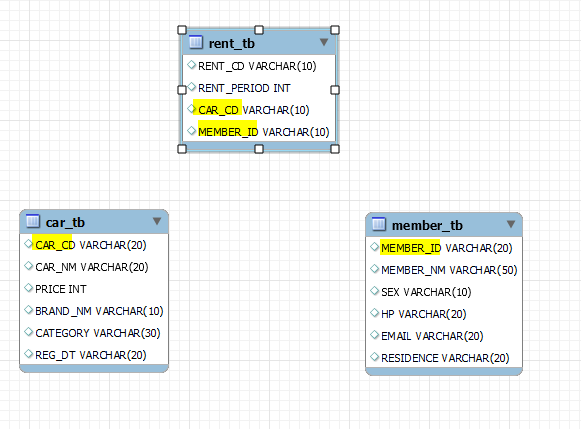 rent_tb
RENT_CD VARCHAR(10)
RENT_PERIOD INT
CAR_CD VARCHAR(10)
MEMBER_ID VARCHAR(10)
car_tb
CAR_CD VARCHAR(20)
CAR_NM VARCHAR(20)
PRICE INT
BRAND_NM VARCHAR(10)
CATEGORY VARCHAR(30)
REG_DT VARCHAR(20)
member_tb
MEMBER_ID VARCHAR(20)
MEMBER_NM VARCHAR(50)
SEX VARCHAR(10)
HP VARCHAR(20)
EMAIL VARCHAR(20)
RESIDENCE VARCHAR(20)